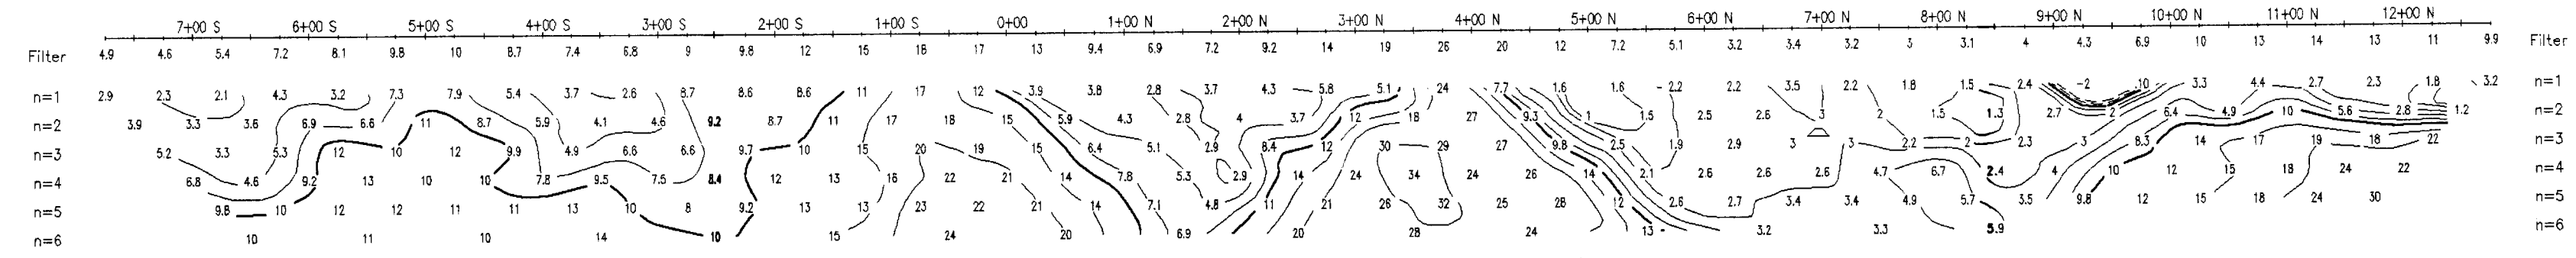 7+00 S 6+00 S 5+00 S 4+00 S 3+00 S 2+00 S 1+00 S 0+00 1+00 N 2+00 N 3+00 N 4+00 N 5+00 N 6+00 N 7+00 N 8+00 N 9+00 N 10+00 N 11+00 N 12+00 N
Filter 4.9 4.6 5.4 7.2 8.1 9.8 10 8.7 7.4 6.8 9 9.8 12 15 16 17 13 9.4 6.9 7.2 9.2 14 19 26 20 12 7.2 5.1 3.2 3.4 3.2 3 3.1 4 4.3 6.9 10 13 14 13 11 9.9 Filter
n=1 2.9 2.3 2.1 4.3 3.2 7.3 7.9 5.4 3.7 2.6 8.7 8.6 8.6 11 17 12 3.9 3.8 2.8 3.7 4.3 5.8 5.1 24 7.7 1.6 1.6 2.2 2.2 3.5 2.2 1.8 1.5 2.4 -2 10 3.3 4.4 2.7 2.3 1.8 3.2 n=1
n=2 3.9 3.3 3.6 6.9 6.6 11 8.7 5.9 4.1 4.6 9.2 8.7 11 17 18 15 5.9 4.3 2.8 4 3.7 12 18 27 9.3 1 1.5 2.5 2.6 3 2 1.5 1.3 2.7 2 6.4 4.9 10 5.6 2.8 1.2 n=2
n=3 5.2 3.3 5.3 12 10 12 9.9 4.9 6.6 6.6 9.7 10 15 20 19 15 6.4 5.1 2.9 8.4 12 30 29 27 9.8 2.5 1.9 2.9 3 3 2.2 2 2.3 3 8.3 14 17 19 18 22 n=3
n=4 6.8 4.6 9.2 13 10 10 7.8 9.5 7.5 8.4 12 13 16 22 21 14 7.8 5.3 2.9 14 24 34 24 26 14 2.1 2.6 2.6 2.6 4.7 6.7 2.4 4 10 12 15 18 24 22 n=4
n=5 9.8 10 12 12 11 11 13 10 8 9.2 13 13 23 22 21 14 7.1 4.8 11 21 26 32 25 28 12 2.6 2.7 3.4 3.4 4.9 5.7 3.5 9.8 12 15 18 24 30 n=5
n=6 10 11 10 14 10 15 24 20 6.9 20 28 24 13 3.2 3.3 5.9 n=6